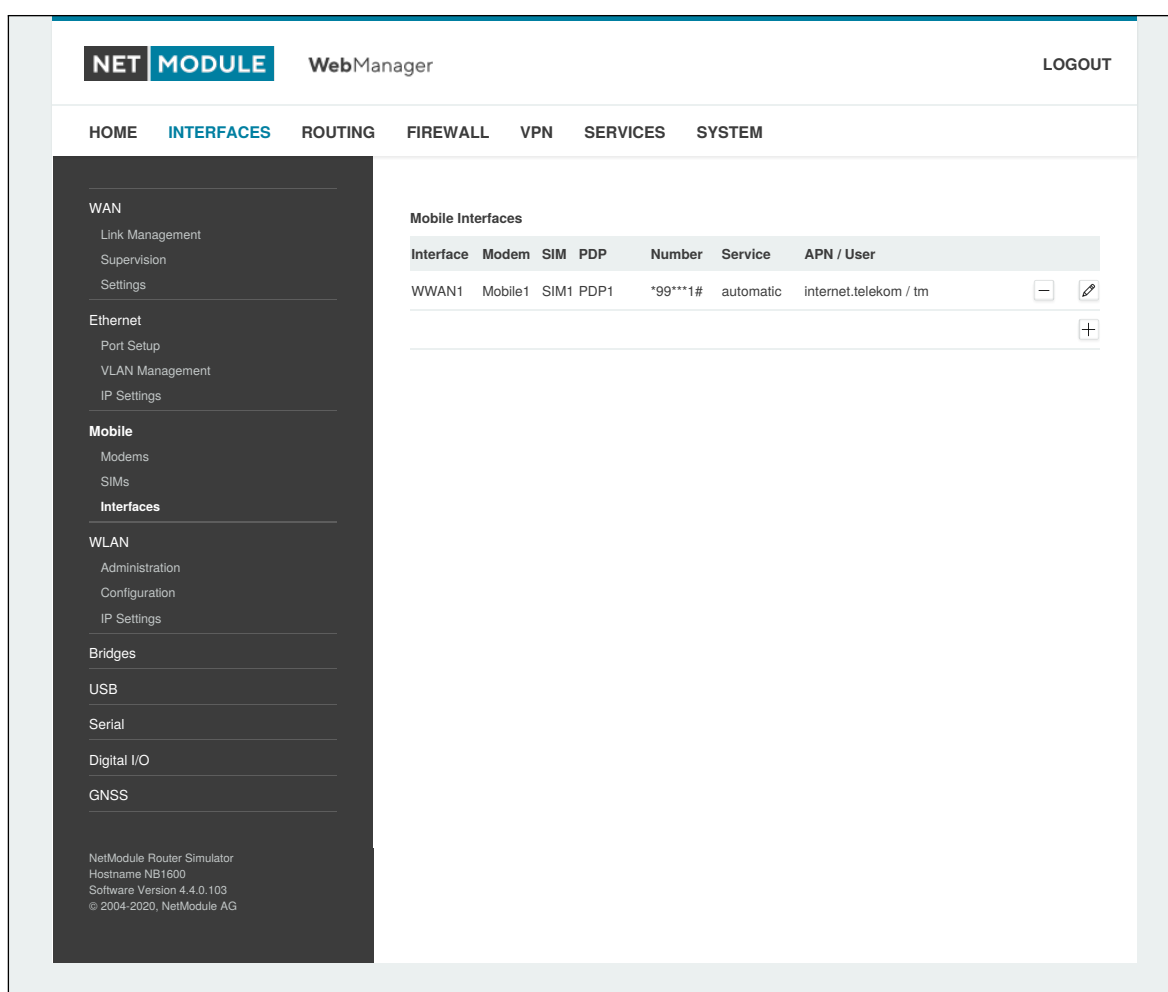 NET MODULE WebManager LOGOUT
HOME INTERFACES ROUTING FIREWALL VPN SERVICES SYSTEM
WAN
Link Management
Supervision
Settings
Ethernet
Port Setup
VLAN Management
IP Settings
Mobile
Modems
SIMs
Interfaces
WLAN
Administration
Configuration
IP Settings
Bridges
USB
Serial
Digital I/O
GNSS
NetModule Router Simulator
Hostname NB1600
Software Version 4.4.0.103
© 2004-2020, NetModule AG
Mobile Interfaces
Interface Modem SIM PDP Number Service APN / User
WWAN1 Mobile1 SIM1 PDP1 *99***1# automatic internet.telekom / tm